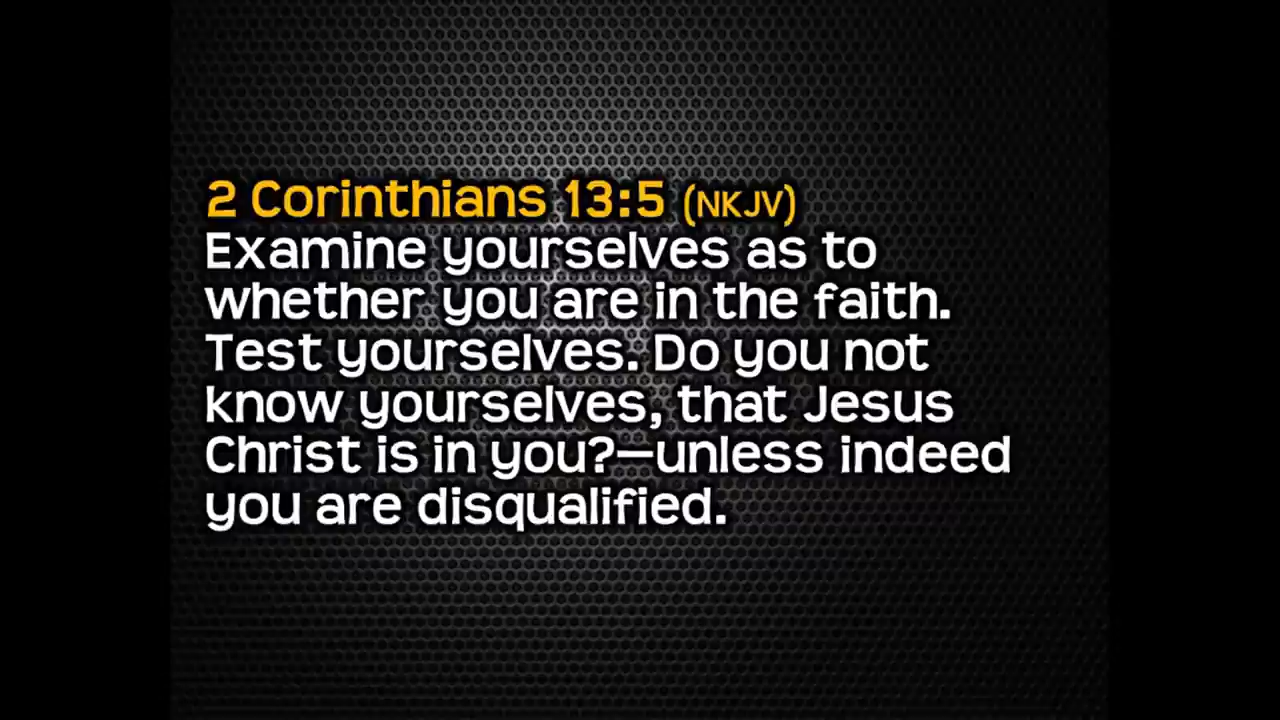 2 Corinthians 13:5 (NKJV)
Examine yourselves as to
whether you are in the faith.
Test yourselves. Do you not
know yourselves, that Jesus
Christ is in you?—unless indeed
you are disqualified.